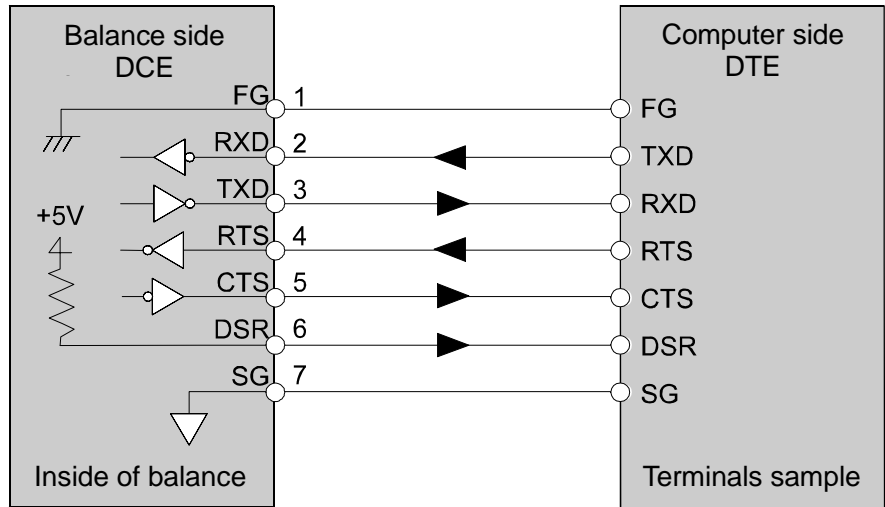 Balance side
DCE
Computer side
DTE
FG 1 FG
RXD 2 TXD
TXD 3 RXD
+5V
RTS 4 RTS
CTS 5 CTS
DSR 6 DSR
SG 7 SG
Inside of balance
Terminals sample